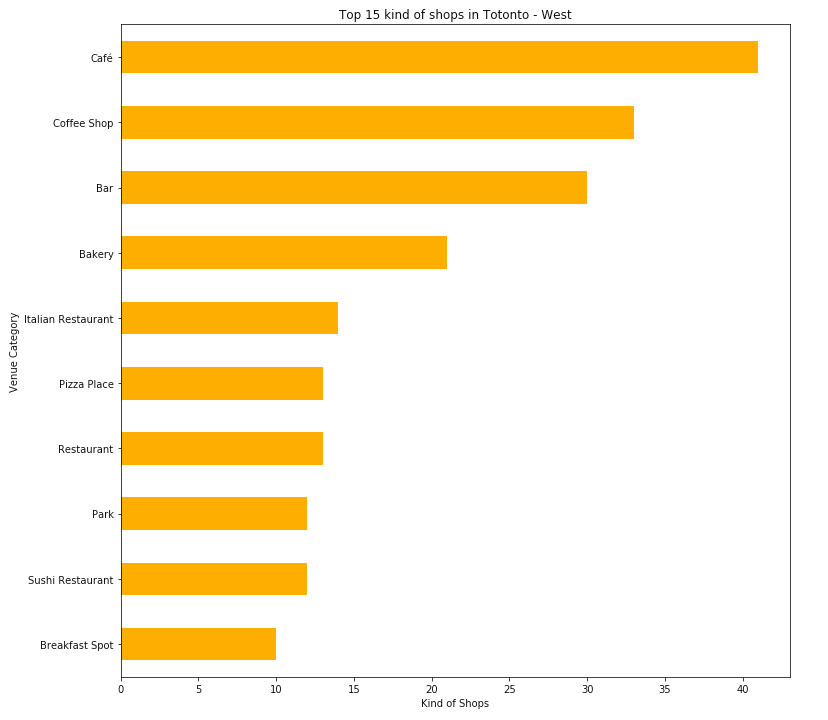 Top 15 kind of shops in Totonto - West
Venue Category
Café
Coffee Shop
Bar
Bakery
Italian Restaurant
Pizza Place
Restaurant
Park
Sushi Restaurant
Breakfast Spot
0 5 10 15 20 25 30 35 40
Kind of Shops